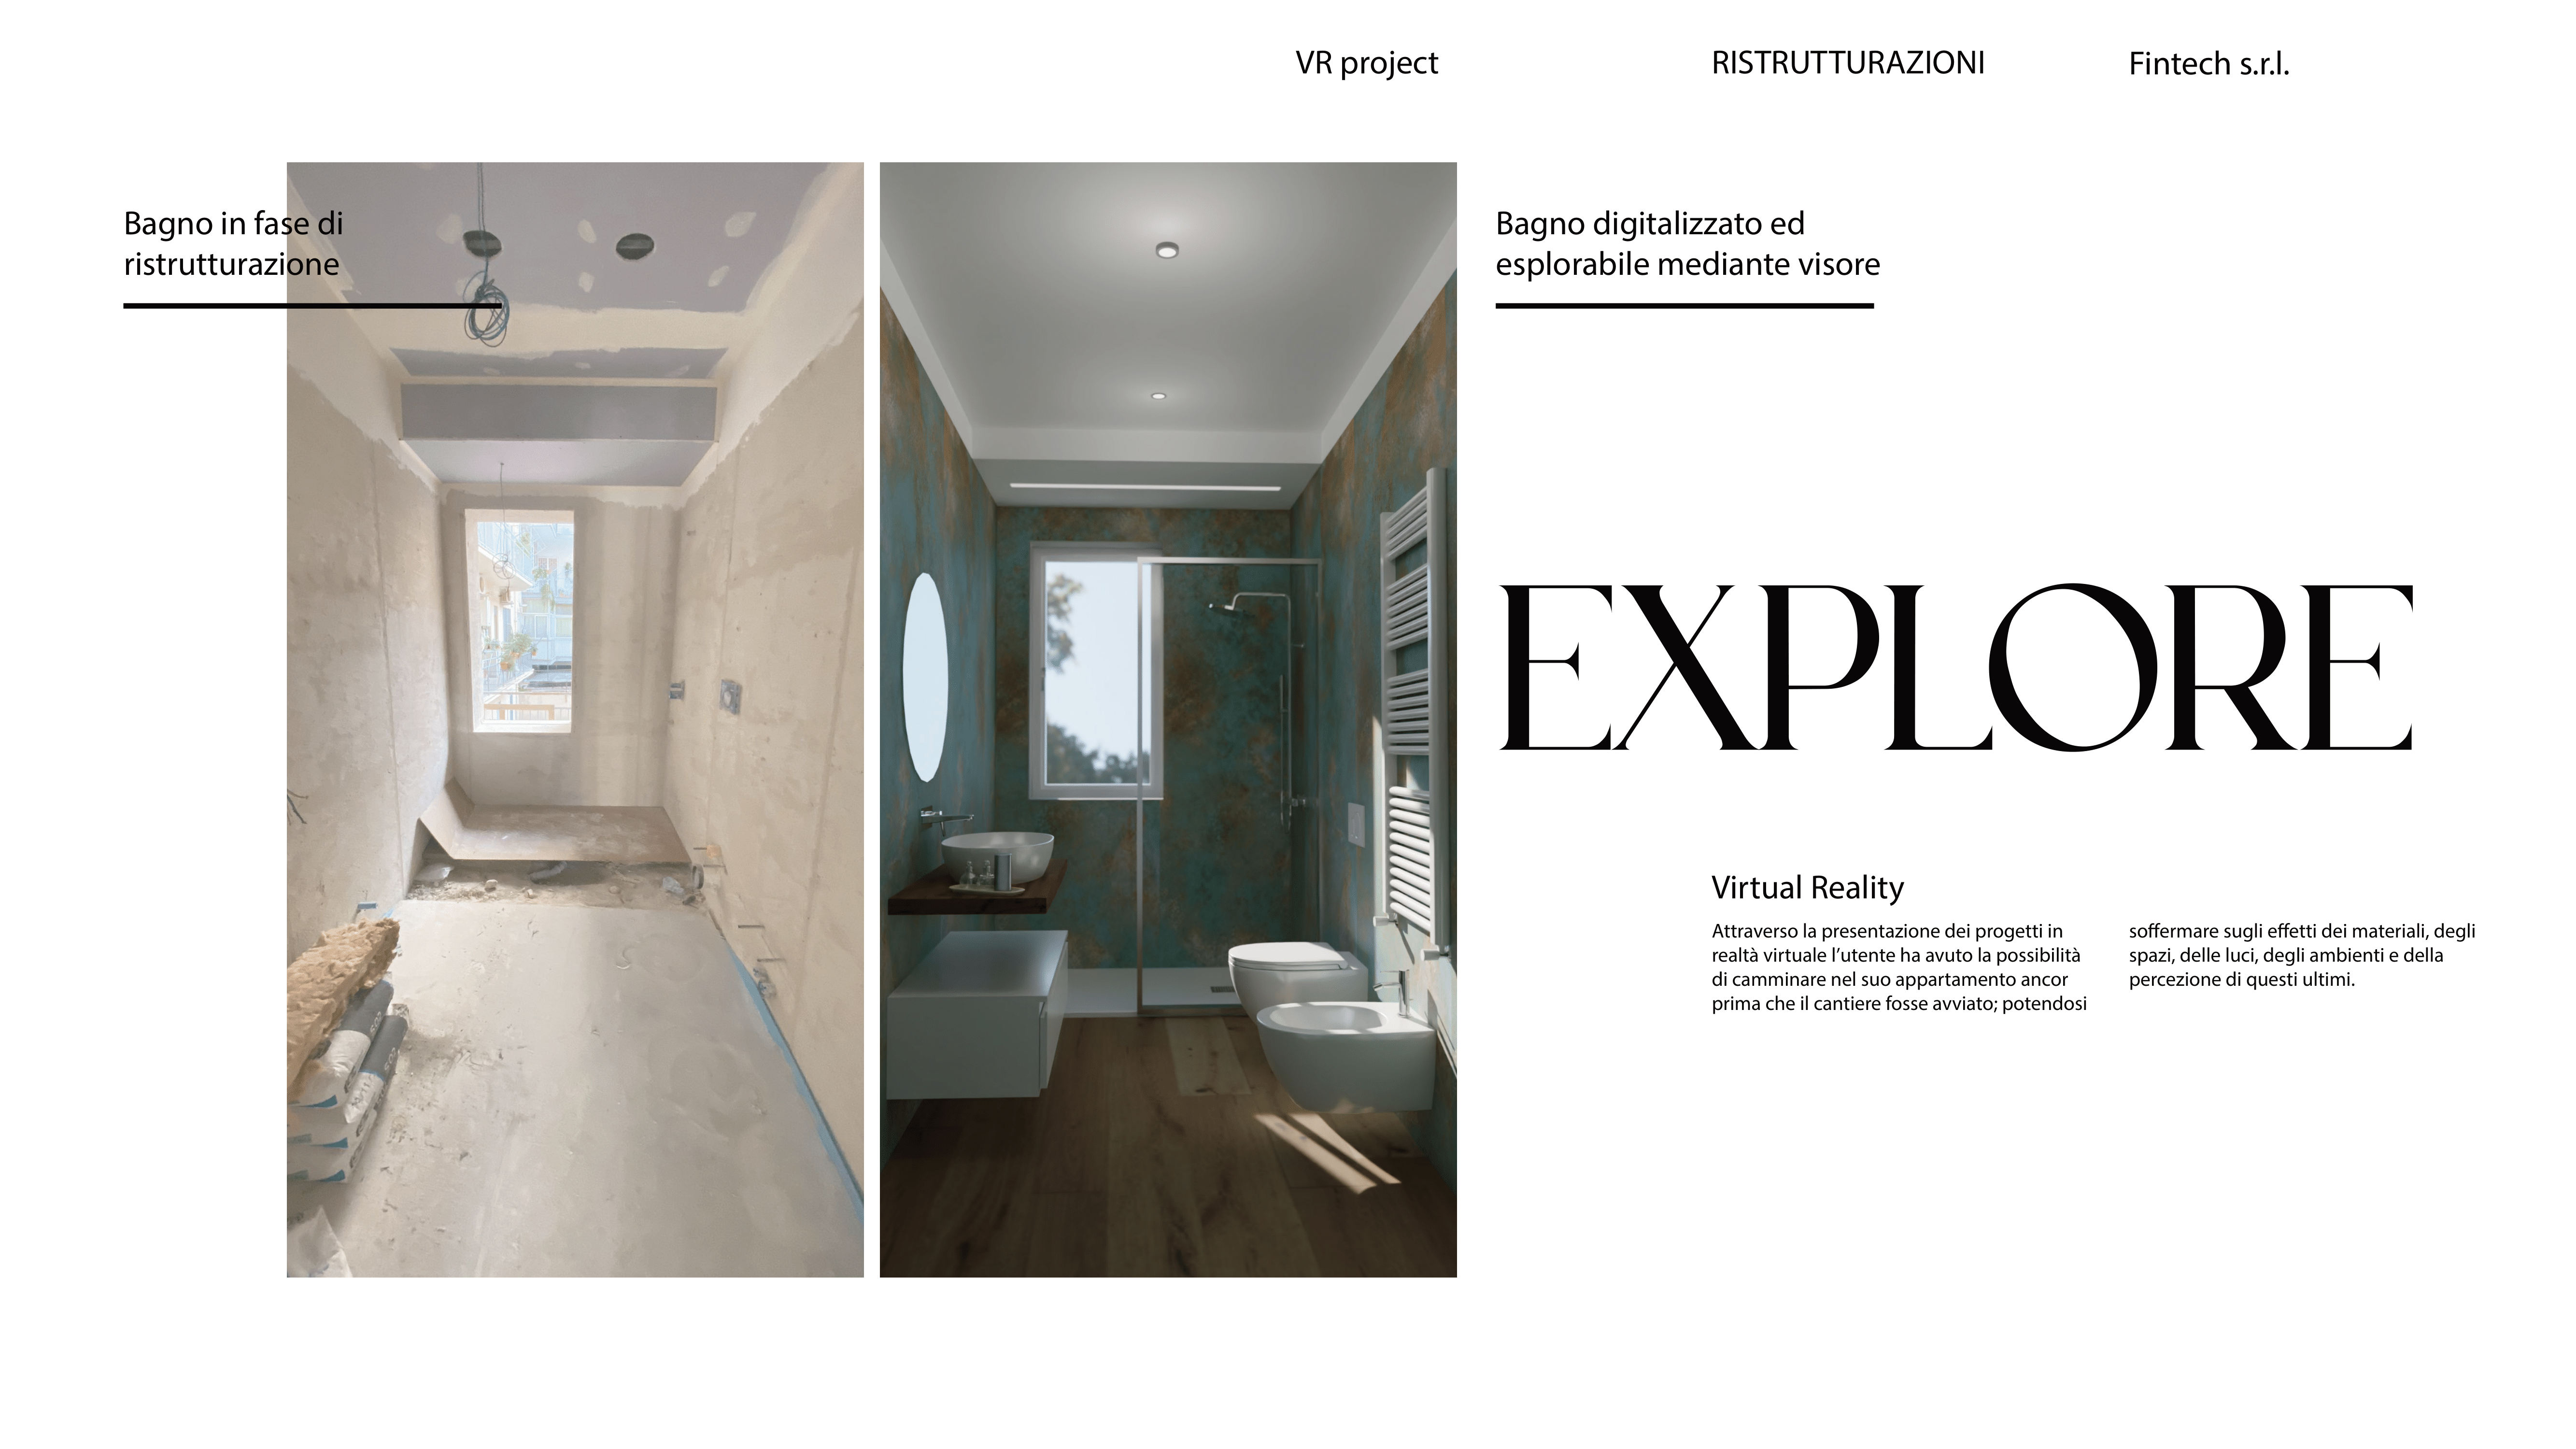 VR project
RISTRUTTURAZIONI
Fintech s.r.l.
Bagno in fase di
ristrutturazione
Bagno digitalizzato ed
esplorabile mediante visore
EXPLORE
Virtual Reality
Attraverso la presentazione dei progetti in
realtà virtuale l’utente ha avuto la possibilità
di camminare nel suo appartamento ancor
prima che il cantiere fosse avviato; potendosi
soffermare sugli effetti dei materiali, degli
spazi, delle luci, degli ambienti e della
percezione di questi ultimi.